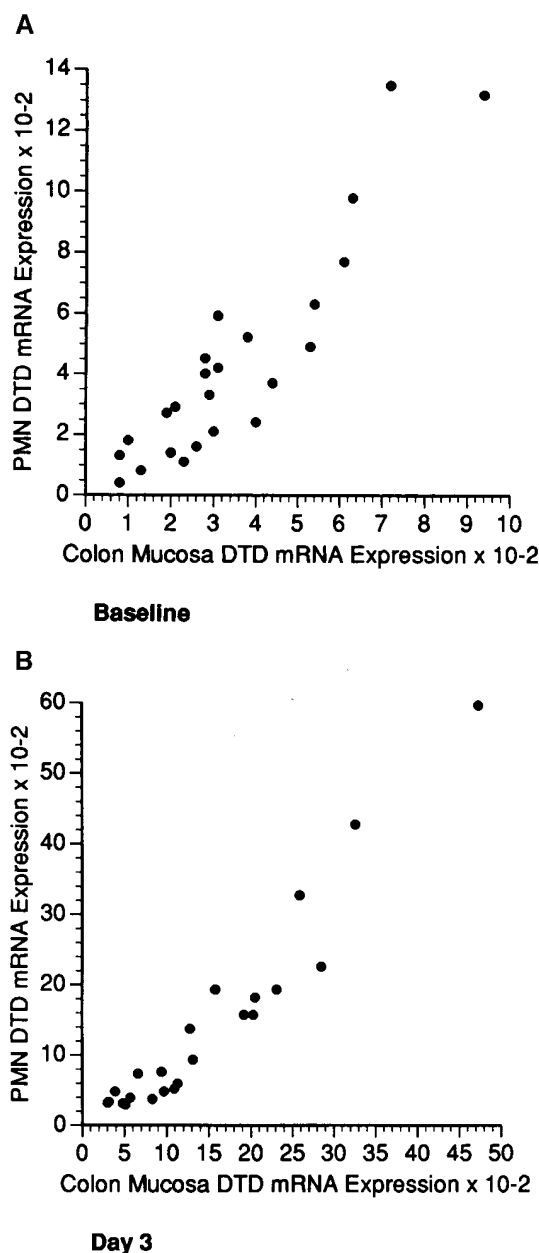 A
PMN DTD mRNA Expression x 10-2
14
12
10
8
6
4
2
0
0 1 2 3 4 5 6 7 8 9 10
Colon Mucosa DTD mRNA Expression x 10-2
Baseline
B
PMN DTD mRNA Expression x 10-2
60
50
40
30
20
10
0
0 5 10 15 20 25 30 35 40 45 50
Colon Mucosa DTD mRNA Expression x 10-2
Day 3